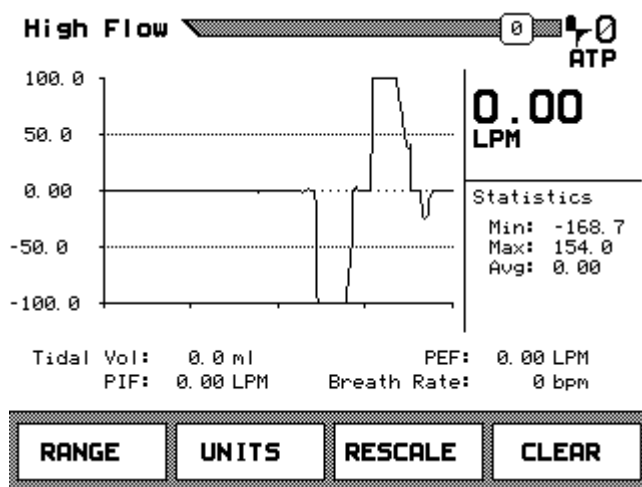 High Flow 0 0
ATP
100.0
50.0
0.00
-50.0
-100.0
0.00
LPM
Statistics
Min: -168.7
Max: 154.0
Avg: 0.00
Tidal Vol: 0.0 ml PEF: 0.00 LPM
PIF: 0.00 LPM Breath Rate: 0 bpm
RANGE UNITS RESCALE CLEAR